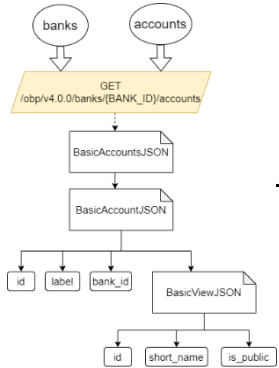 banks
accounts
GET
/obp/v4.0.0/banks/{BANK_ID}/accounts
BasicAccountsJSON
BasicAccountJSON
id
label
bank_id
BasicViewJSON
id
short_name
is_public